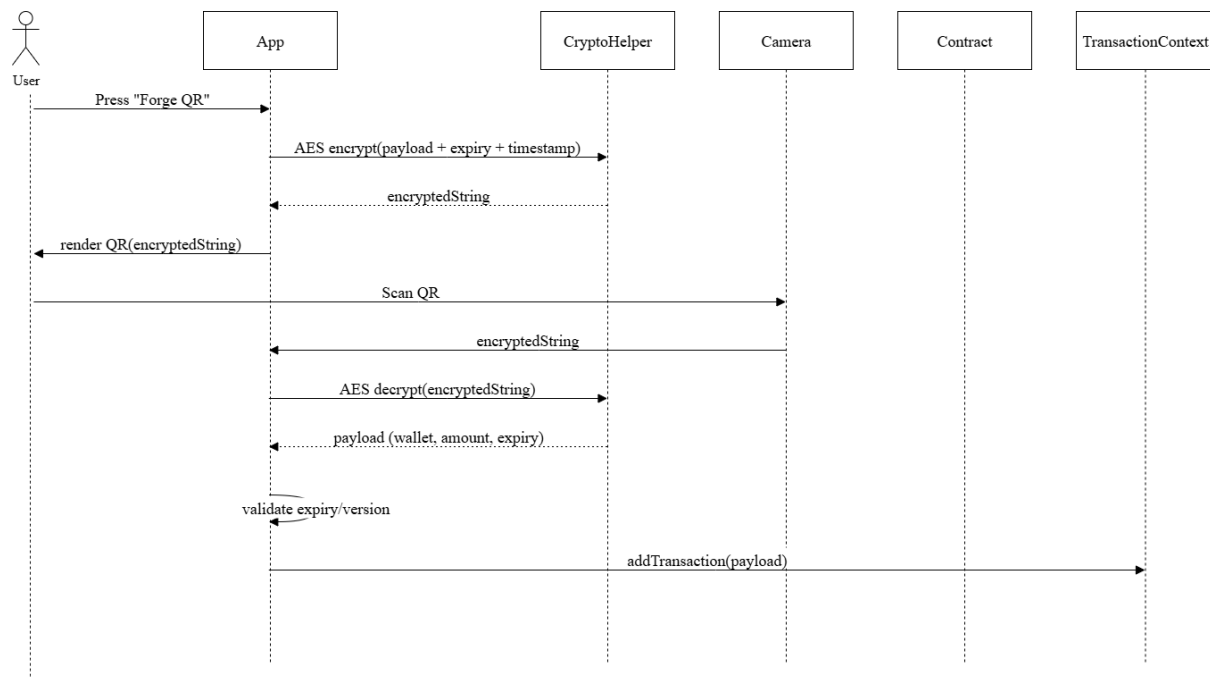 App
CryptoHelper
Camera
Contract
TransactionContext
User
Press "Forge QR"
AES encrypt(payload + expiry + timestamp)
encryptedString
render QR(encryptedString)
Scan QR
encryptedString
AES decrypt(encryptedString)
payload (wallet, amount, expiry)
validate expiry/version
addTransaction(payload)